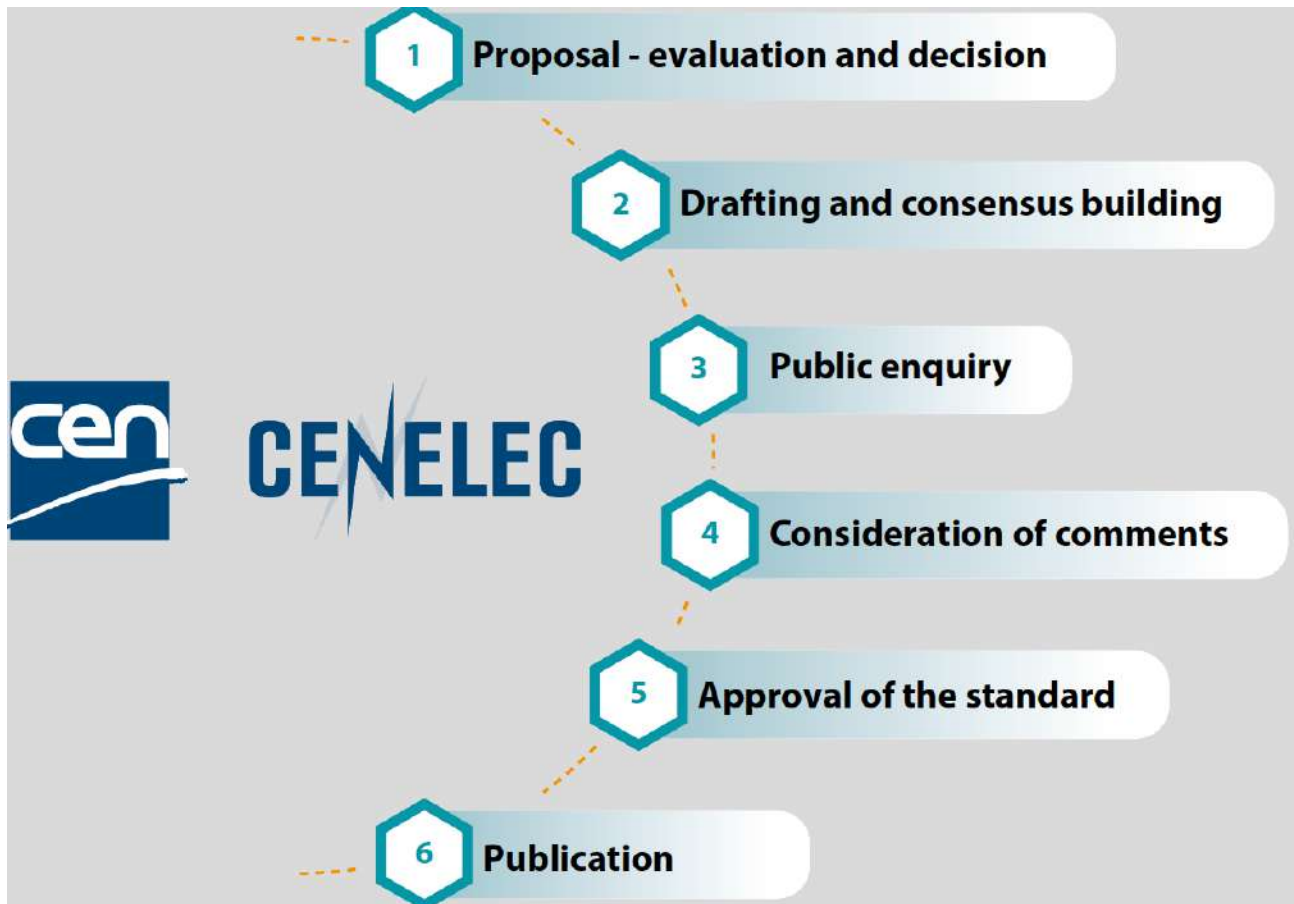 1
Proposal - evaluation and decision
2
Drafting and consensus building
3
Public enquiry
cen
CENELEC
4
Consideration of comments
5
Approval of the standard
6
Publication